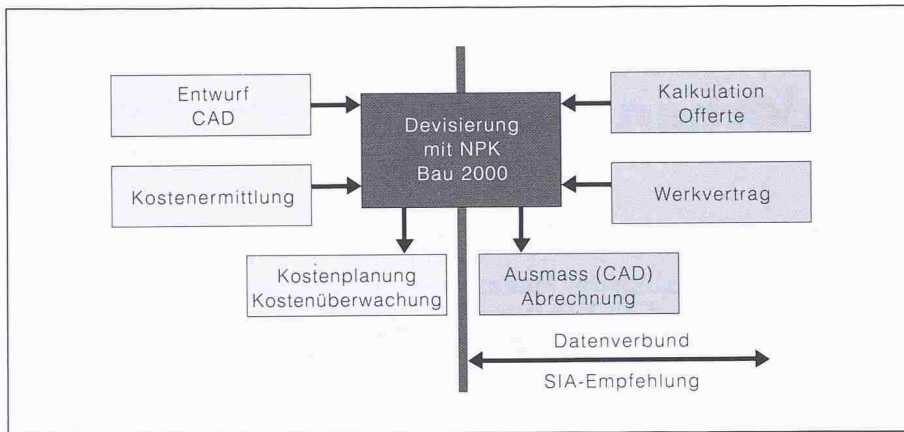 Entwurf
CAD
Kostenermittlung
Devisierung
mit NPK
Bau 2000
Kalkulation
Offerte
Werkvertrag
Kostenplanung
Kostenüberwachung
Ausmass (CAD)
Abrechnung
Datenverbund
SIA-Empfehlung